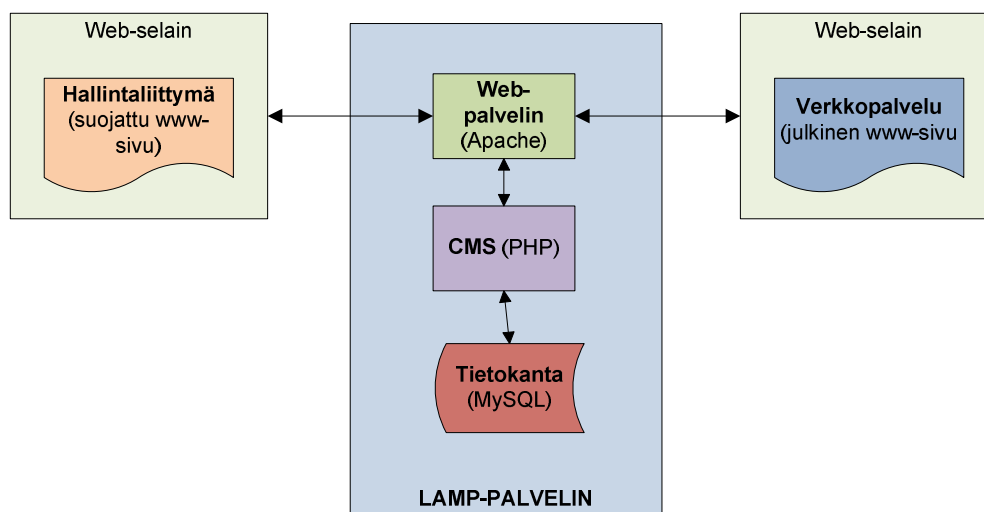 Web-selain
Hallintaliittymä
(suojattu www-
sivu)
Web-
palvelin
(Apache)
CMS (PHP)
Tietokanta
(MySQL)
LAMP-PALVELIN
Web-selain
Verkkopalvelu
(julkinen www-sivu